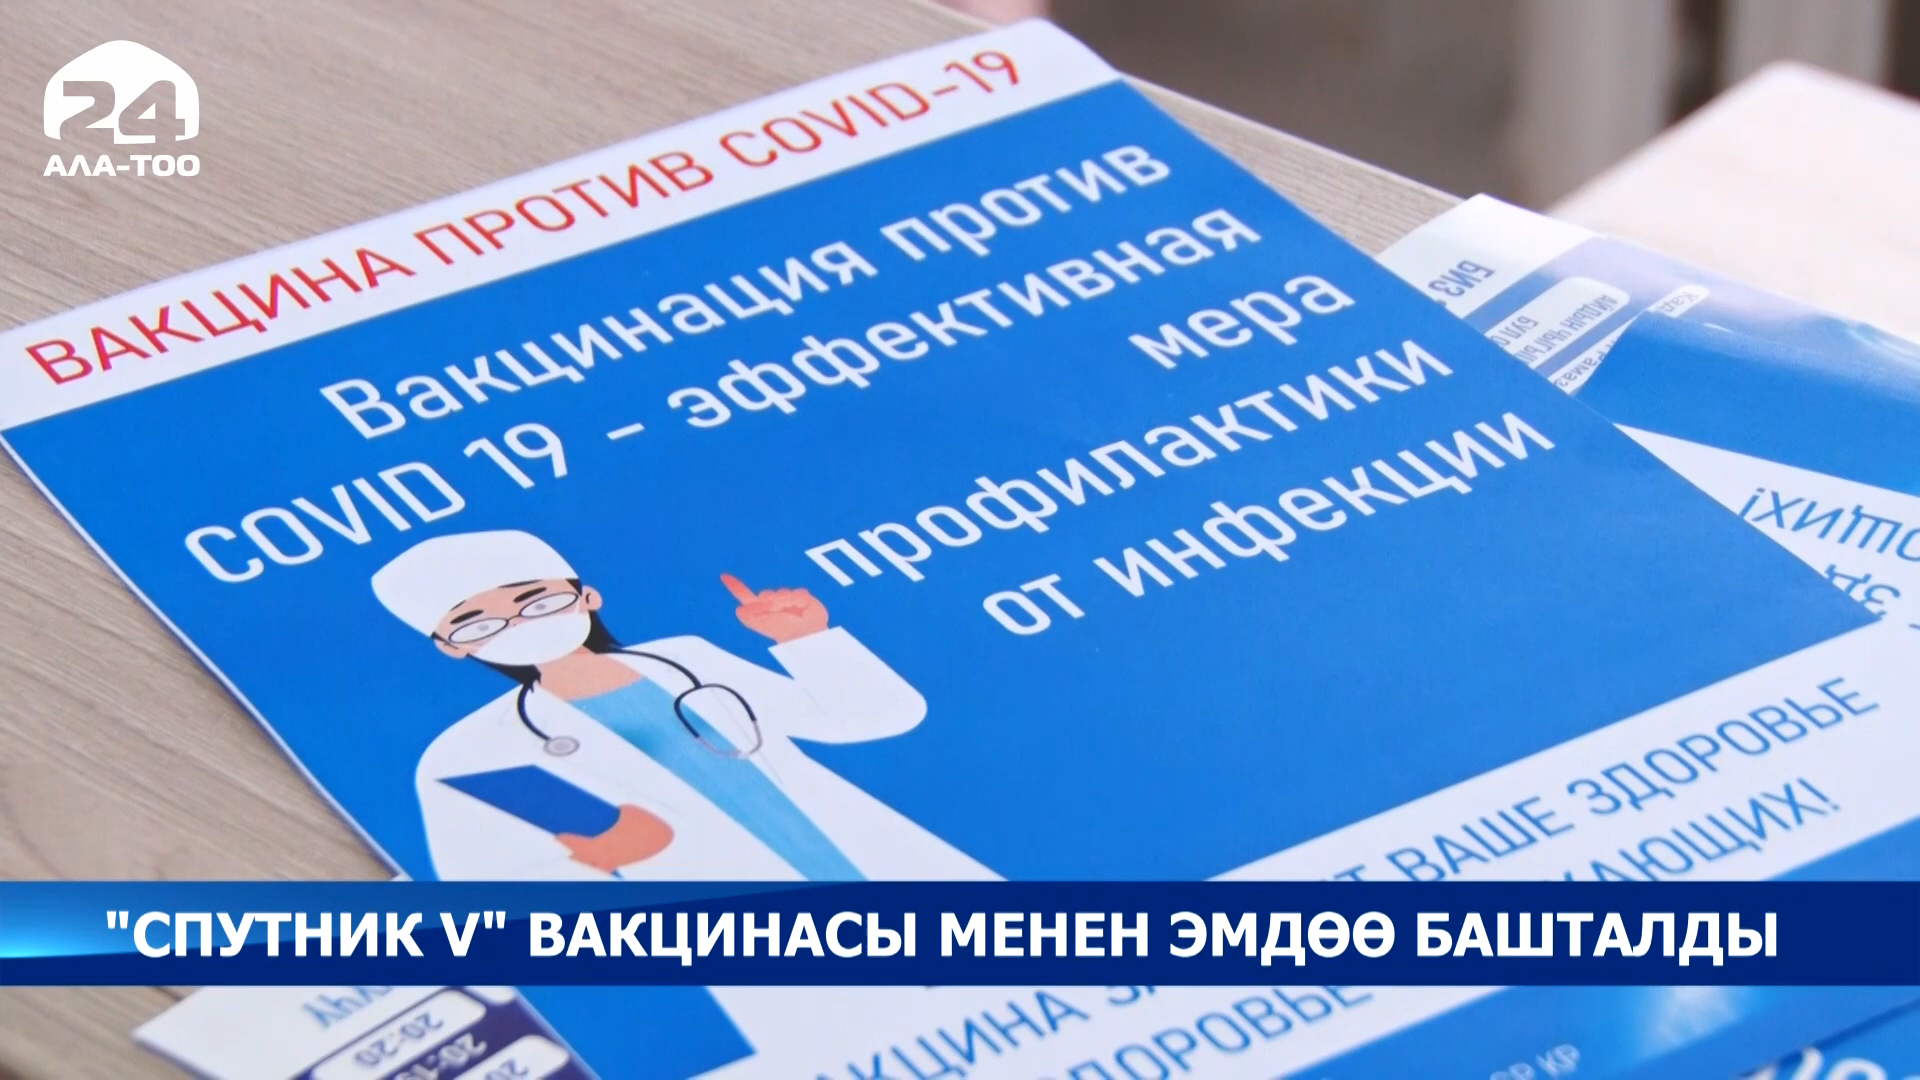 24
АЛА-ТОО
ВАКЦИНА ПРОТИВ COVID-19
Вакцинация против
COVID 19 - эффективная
мера
профилактики
от инфекции
ВАШЕ ЗДОРОВЬЕ
"СПУТНИК V" ВАКЦИНАСЫ МЕНЕН ЭМДӨӨ БАШТАЛДЫ